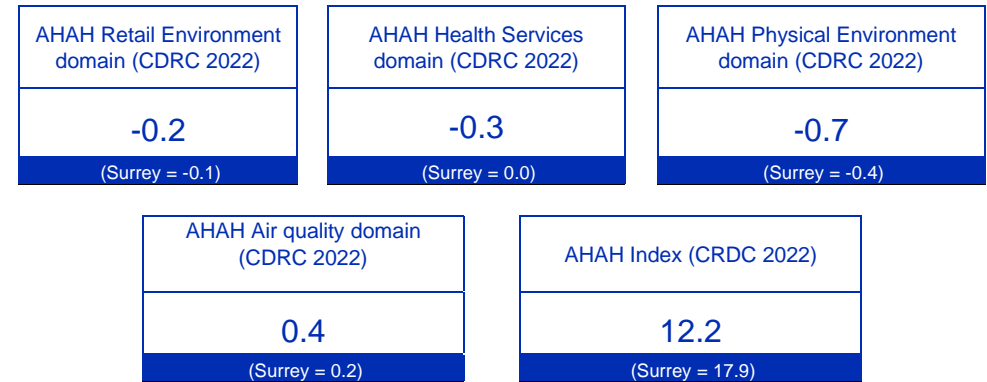 AHAH Retail Environment
domain (CDRC 2022)
-0.2
(Surrey = -0.1)
AHAH Health Services
domain (CDRC 2022)
-0.3
(Surrey = 0.0)
AHAH Physical Environment
domain (CDRC 2022)
-0.7
(Surrey = -0.4)
AHAH Air quality domain
(CDRC 2022)
0.4
(Surrey = 0.2)
AHAH Index (CRDC 2022)
12.2
(Surrey = 17.9)